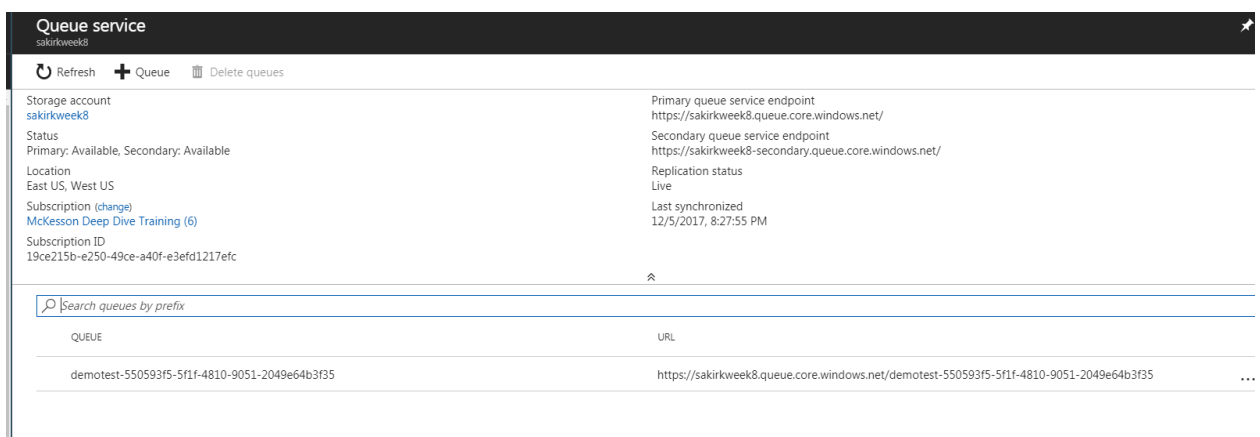 Queue service
sakirkweek8
Refresh Queue Delete queues
Storage account
sakirkweek8
Status
Primary: Available, Secondary: Available
Location
East US, West US
Subscription (change)
McKesson Deep Dive Training (6)
Subscription ID
19ce215b-e250-49ce-a40f-e3efd1217efc
Primary queue service endpoint
https://sakirkweek8.queue.core.windows.net/
Secondary queue service endpoint
https://sakirkweek8-secondary.queue.core.windows.net/
Replication status
Live
Last synchronized
12/5/2017, 8:27:55 PM
Search queues by prefix
QUEUE URL
demotest-550593f5-5f1f-4810-9051-2049e64b3f35 https://sakirkweek8.queue.core.windows.net/demotest-550593f5-5f1f-4810-9051-2049e64b3f35 ...